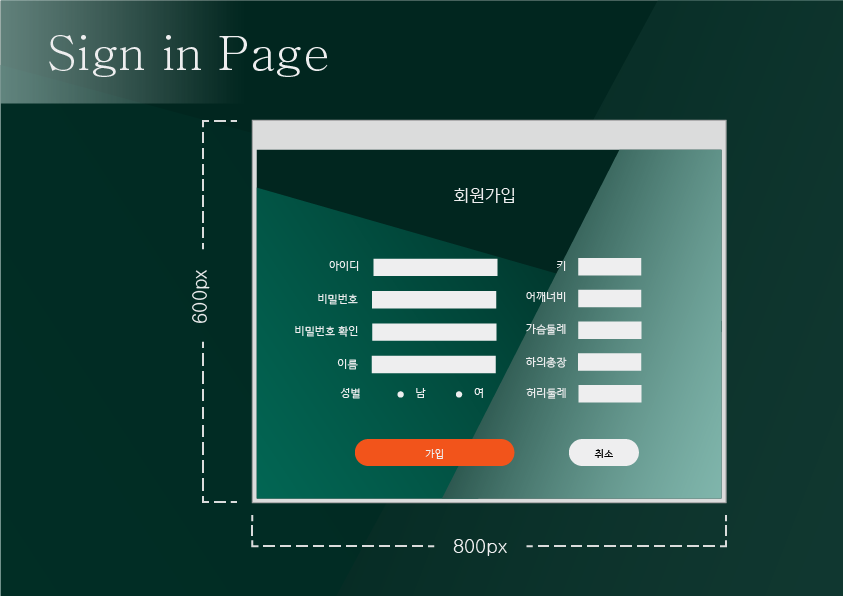 Sign in Page
600px
회원가입
아이디
비밀번호
비밀번호 확인
이름
성별 남 여
키
어깨너비
가슴둘레
하의총장
허리둘레
가입
취소
800px